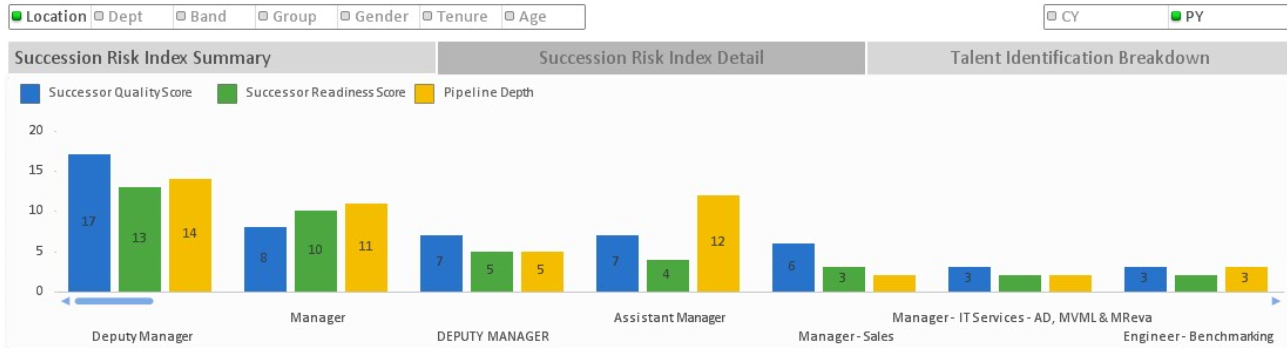 Location Dept Band Group Gender Tenure Age CY PY
Succession Risk Index Summary Succession Risk Index Detail Talent Identification Breakdown
Successor Quality Score Successor Readiness Score Pipeline Depth
20
15
10
5
0
17 13 14 8 10 11 7 5 5 7 4 12 6 3 3 3 3
Manager Assistant Manager Manager - IT Services - AD, MVML & MReva
Deputy Manager DEPUTY MANAGER Manager - Sales Engineer - Benchmarking